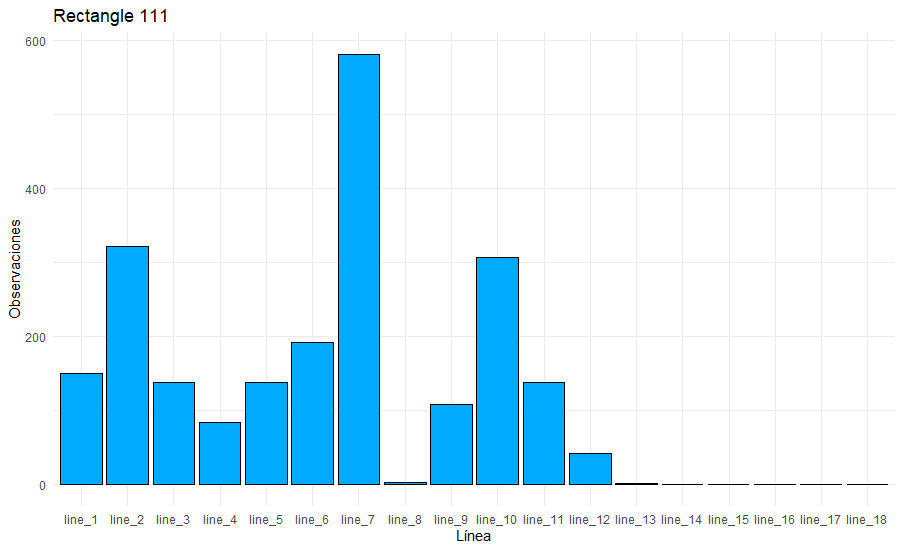 Rectangle 111
600
400
200
0
Observaciones
line_1 line_2 line_3 line_4 line_5 line_6 line_7 line_8 line_9 line_10 line_11 line_12 line_13 line_14 line_15 line_16 line_17 line_18
Línea